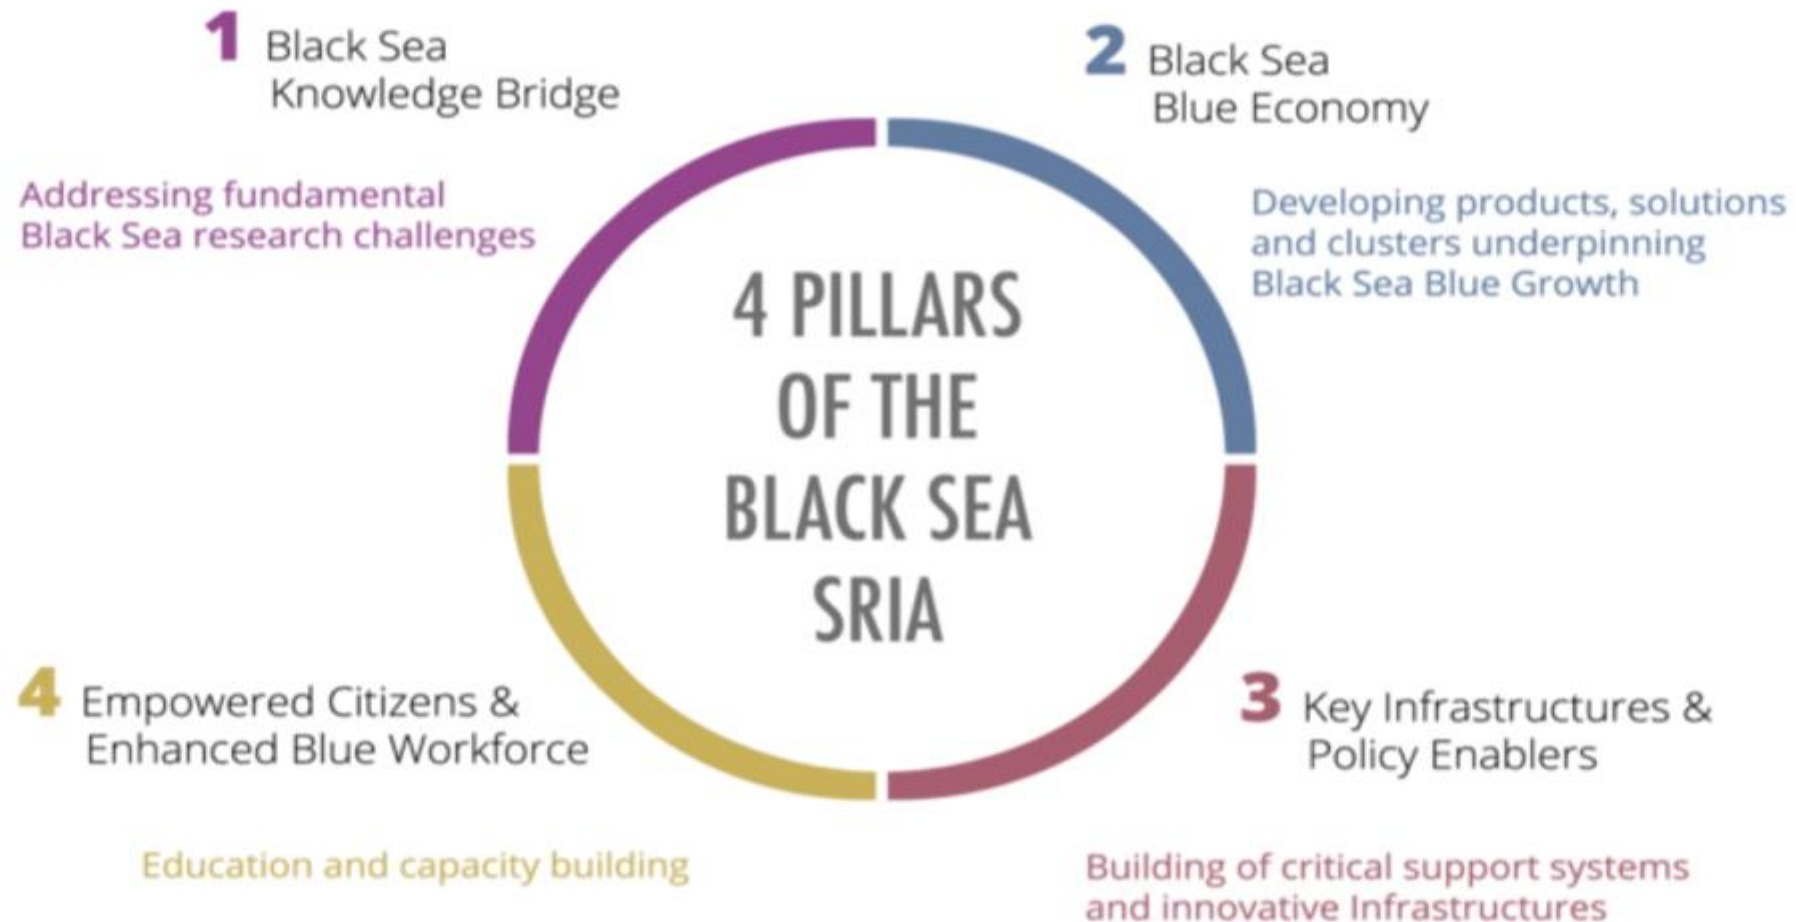 1 Black Sea
Knowledge Bridge
Addressing fundamental
Black Sea research challenges
2 Black Sea
Blue Economy
Developing products, solutions
and clusters underpinning
Black Sea Blue Growth
4 PILLARS
OF THE
BLACK SEA
SRIA
4 Empowered Citizens &
Enhanced Blue Workforce
Education and capacity building
3 Key Infrastructures &
Policy Enablers
Building of critical support systems
and innovative Infrastructures